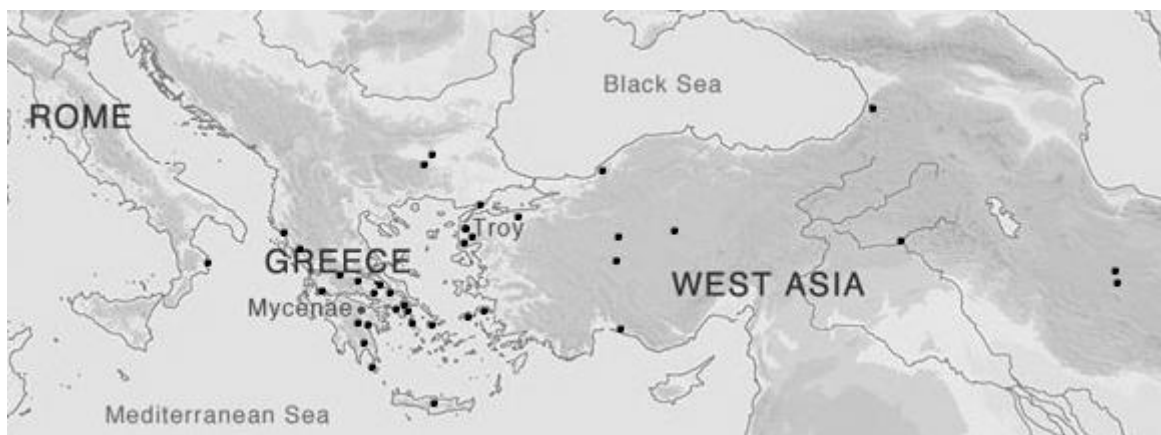 Black Sea
ROME
Troy
GREECE
WEST ASIA
Mycenae
Mediterranean Sea